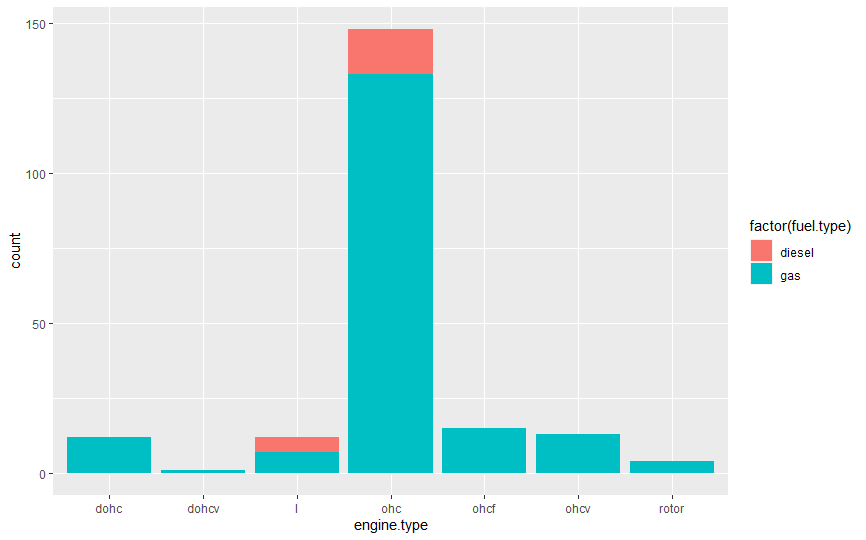 150
100
50
0
count
dohc dohcv l ohc ohcf ohcv rotor
engine.type
factor(fuel.type)
diesel
gas